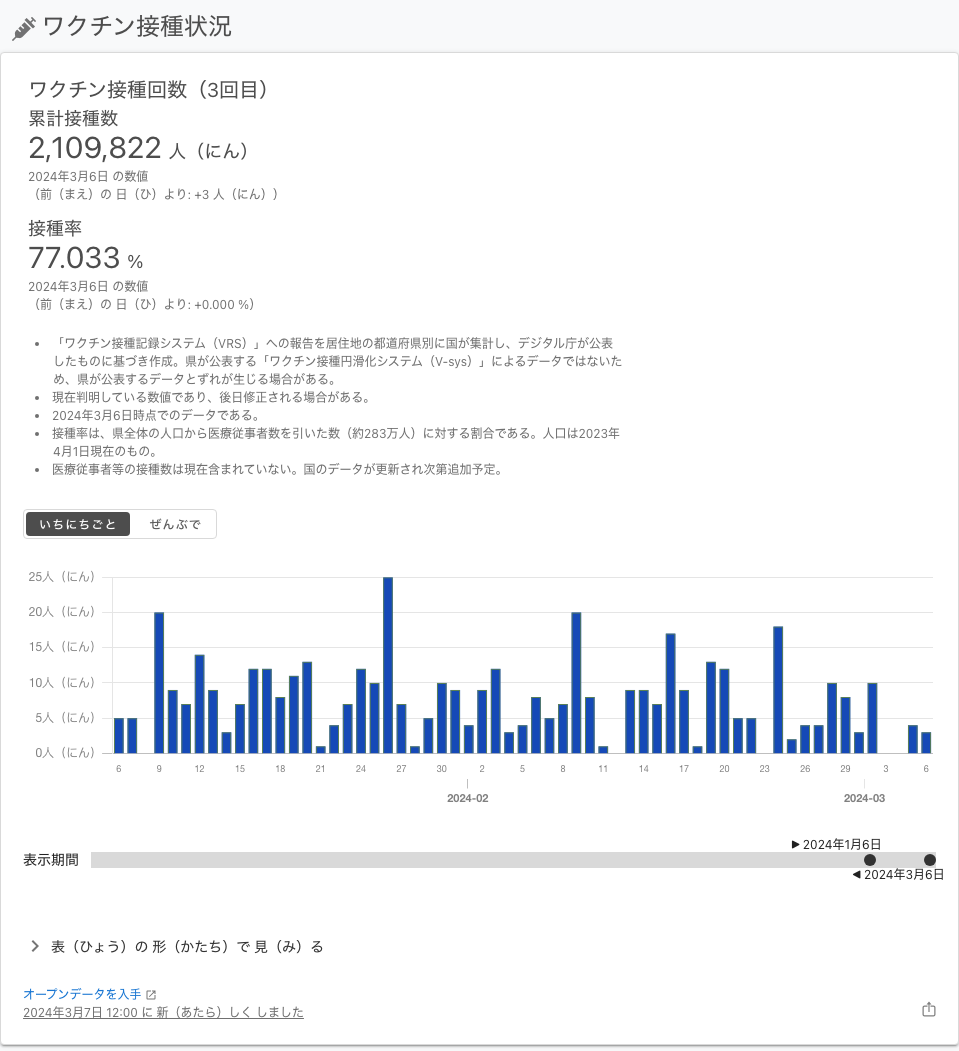 ワクチン接種状況
ワクチン接種回数（3回目）
累計接種数
2,109,822 人（にん）
2024年3月6日 の数値
（前（まえ）の 日（ひ）より: +3 人（にん））
接種率
77.033 %
2024年3月6日 の数値
（前（まえ）の 日（ひ）より: +0.000 %）
• 「ワクチン接種記録システム（VRS）」への報告を居住地の都道府県別に国が集計し、デジタル庁が公表
したものに基づき作成。県が公表する「ワクチン接種円滑化システム（V-sys）」によるデータではないた
め、県が公表するデータとずれが生じる場合がある。
• 現在判明している数値であり、後日修正される場合がある。
• 2024年3月6日時点でのデータである。
• 接種率は、県全体の人口から医療従事者数を引いた数（約283万人）に対する割合である。人口は2023年
4月1日現在のもの。
• 医療従事者等の接種数は現在含まれていない。国のデータが更新され次第追加予定。
いちにちごと ぜんぶで
25人（にん）
20人（にん）
15人（にん）
10人（にん）
5人（にん）
0人（にん）
6 9 12 15 18 21 24 27 30 2 5 8 11 14 17 20 23 26 29 3 6
2024-02 2024-03
▶ 2024年1月6日
表示期間
◀ 2024年3月6日
表（ひょう）の 形（かたち）で 見（み）る
オープンデータを入手
2024年3月7日 12:00 に 新（あたら）しく しました